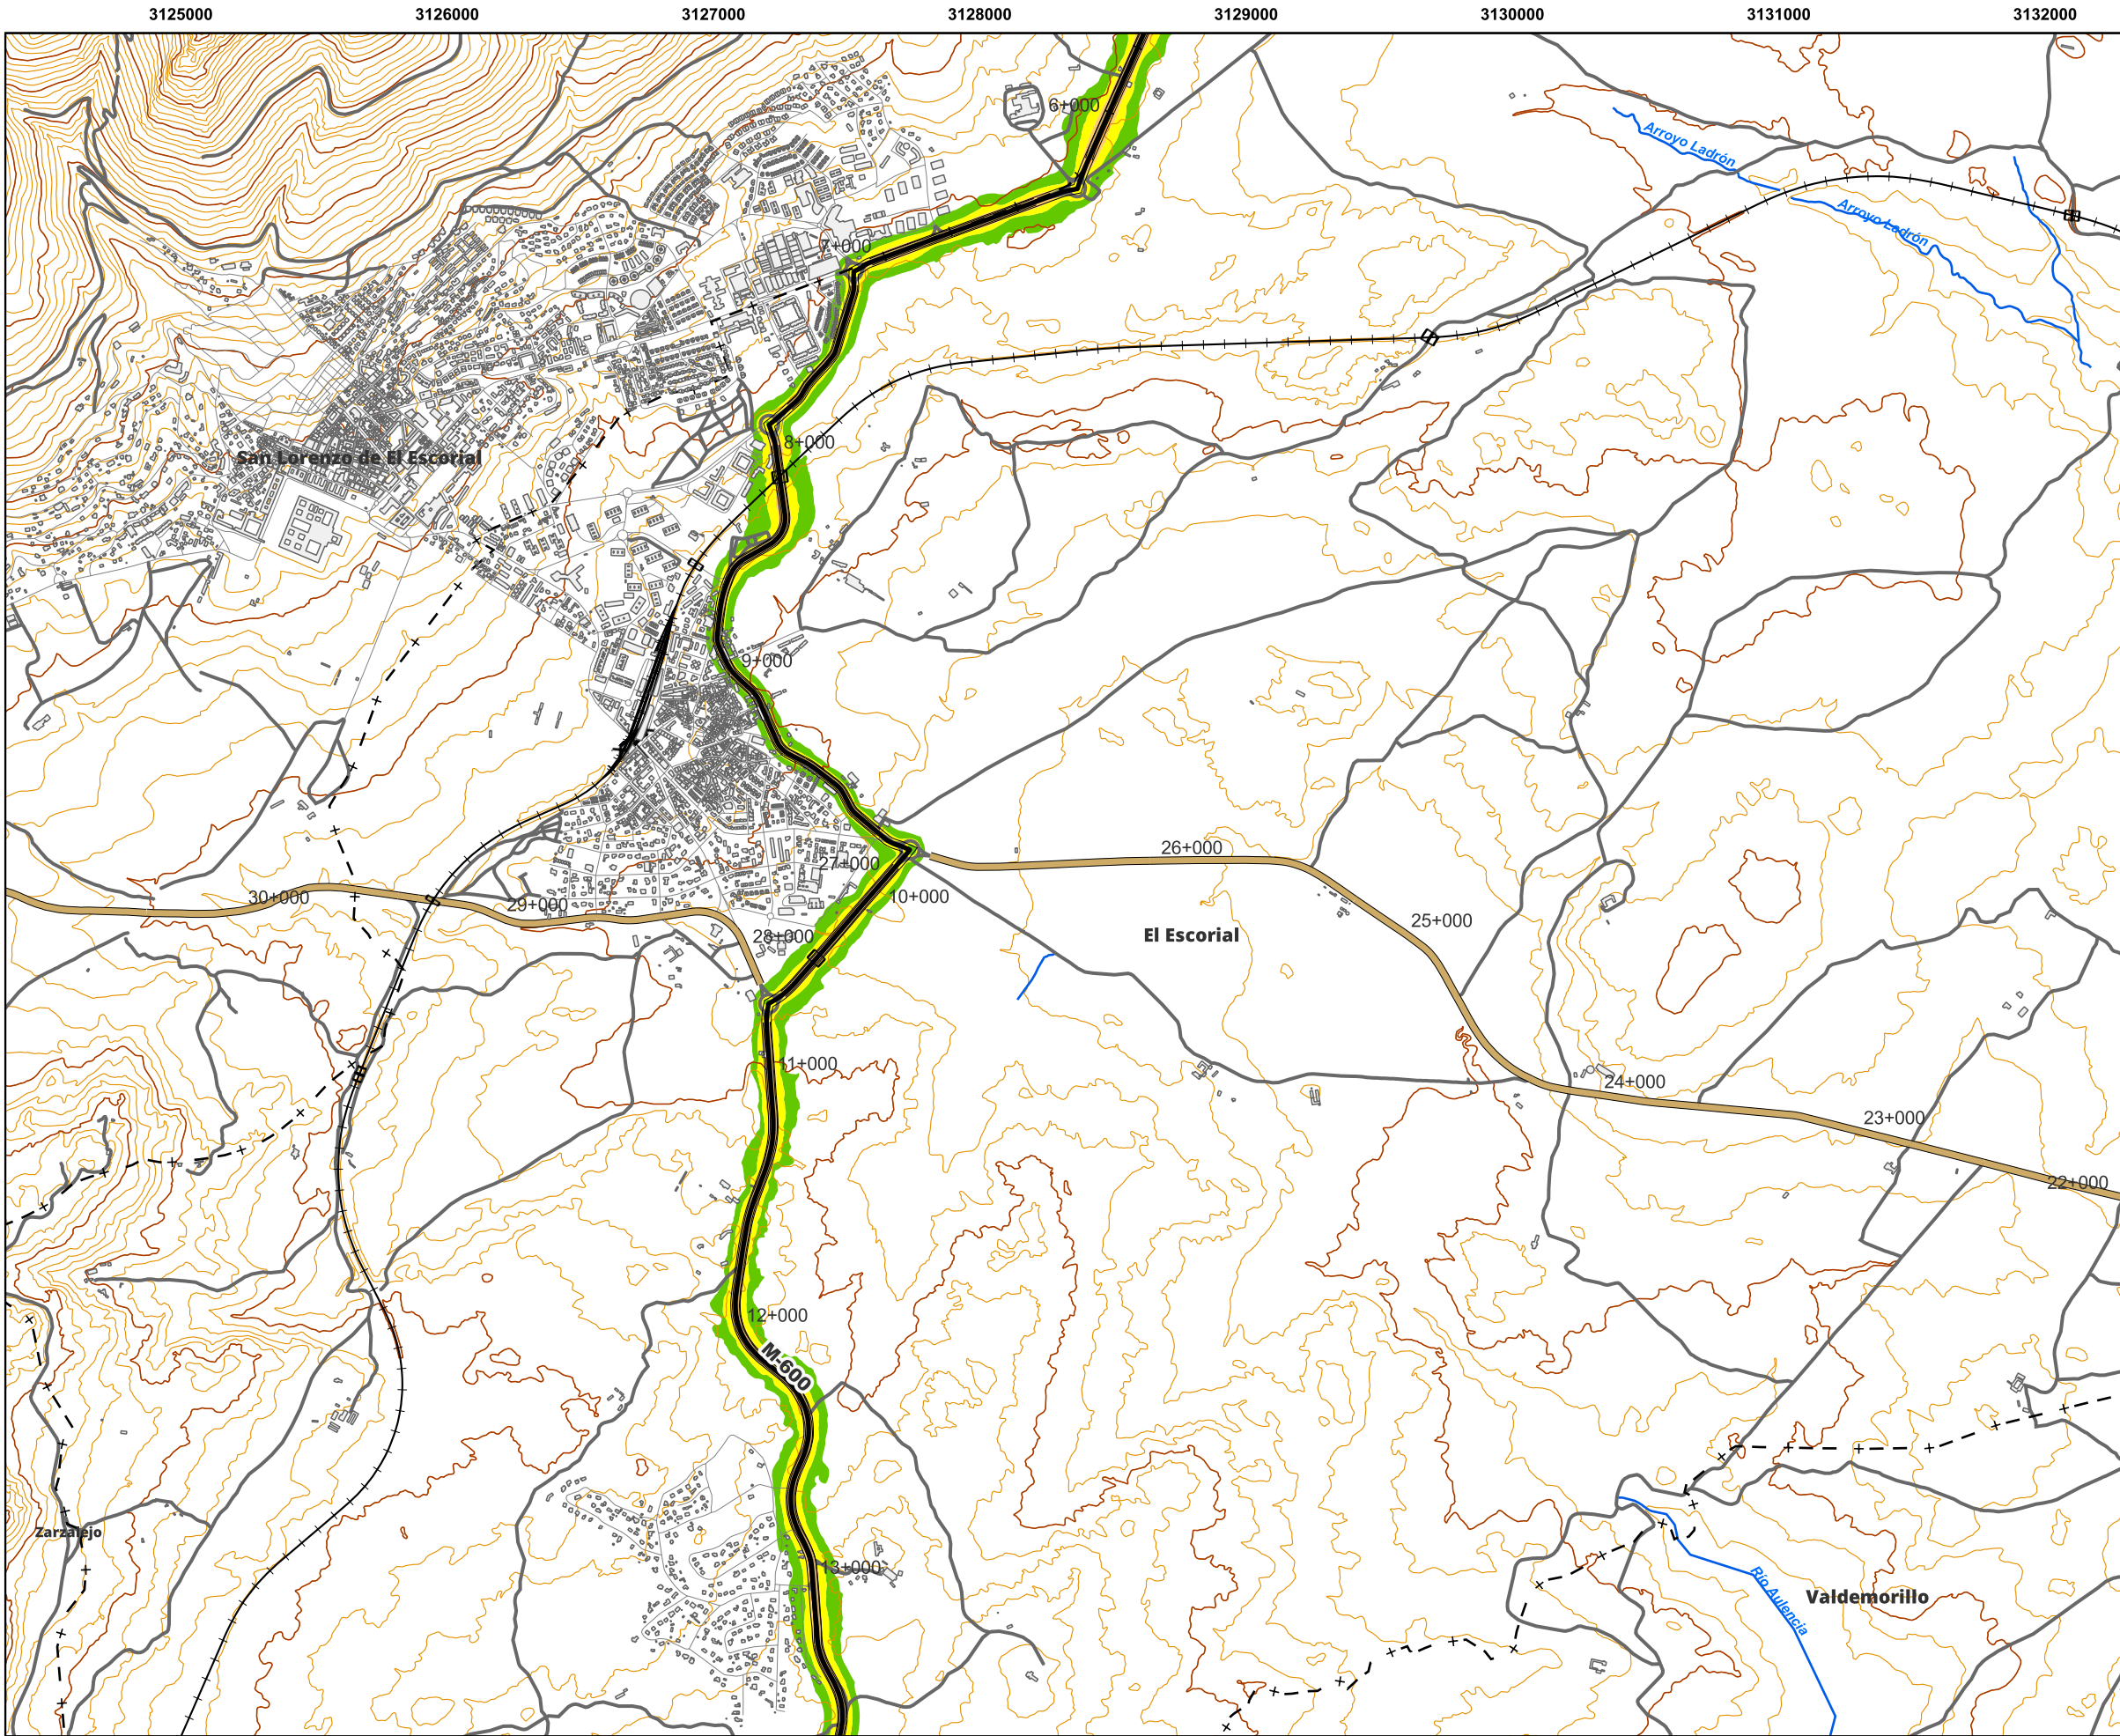 3125000 3126000 3127000 3128000 3129000 3130000 3131000 3132000
6+000
Arroyo Ladrón
Arroyo Ladrón
7+000
8+000
San Lorenzo de El Escorial
9+000
26+000
27+000
10+000
30+000
29+000
25+000
28+000
El Escorial
11+000
24+000
23+000
22+000
12+000
M-600
Zarzalejo
13+000
Río Aulencia
Valdemorillo